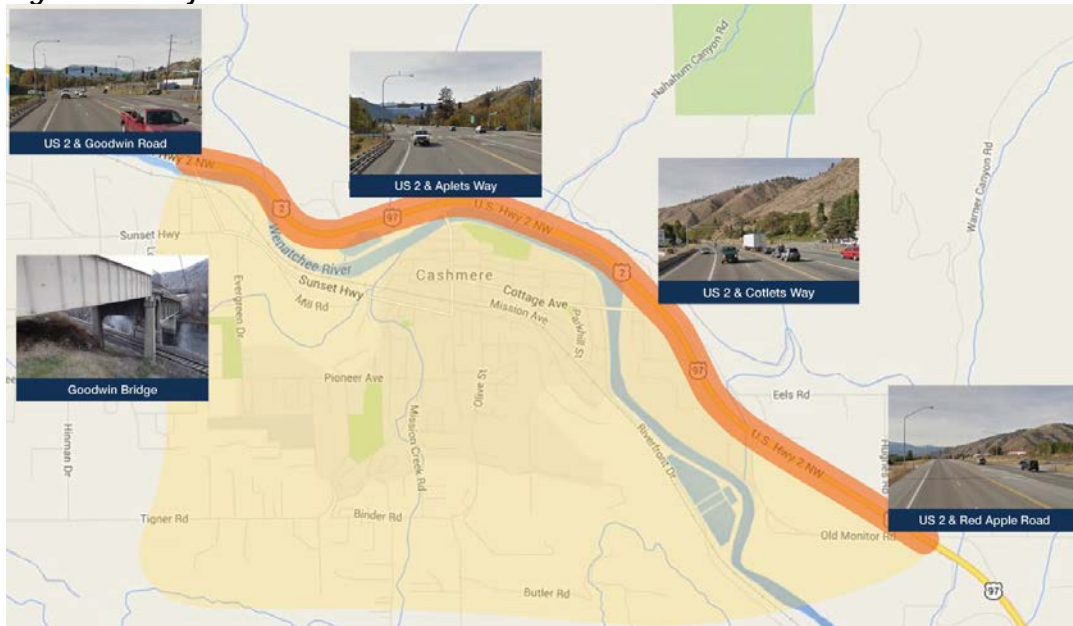 US 2 & Goodwin Road
US 2 & Aplets Way
US 2 & Cotlets Way
Goodwin Bridge
US 2 & Red Apple Road
Nahahum Canyon Rd
Warner Canyon Rd
Hwy 2 NW
2
97
U.S. Hwy 2 NW
2
Sunset Hwy
Wenatchee River
Cashmere
Sunset Hwy
Mill Rd
Evergreen Dr
Cottage Ave
Mission Ave
Parkhill St
97
Pioneer Ave
Olive St
Mission Creek Rd
Eels Rd
U.S. Hwy 2 NW
Hinman Dr
Riverfront Dr
Hughes Rd
Tigner Rd
Binder Rd
Old Monitor Rd
Butler Rd
97